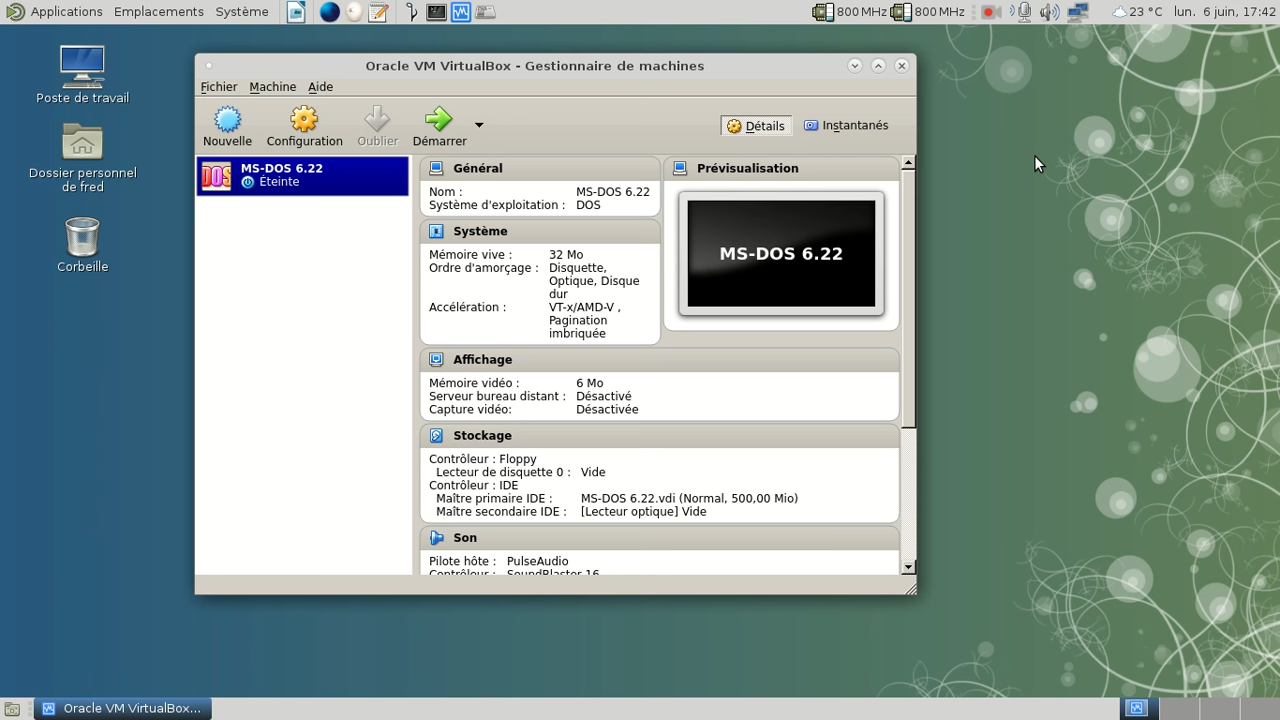 Applications Emplacements Système 800 MHz 800 MHz 23 °C lun. 6 juin, 17:42
Poste de travail
Dossier personnel
de fred
Corbeille
Oracle VM VirtualBox - Gestionnaire de machines
Fichier Machine Aide
Nouvelle Configuration Oublier Démarrer Détails Instantanés
DOS MS-DOS 6.22
Éteinte
Général
Nom : MS-DOS 6.22
Système d'exploitation : DOS
Système
Mémoire vive : 32 Mo
Ordre d'amorçage : Disquette,
Optique, Disque
dur
Accélération : VT-x/AMD-V ,
Pagination
imbriquée
Prévisualisation
MS-DOS 6.22
Affichage
Mémoire vidéo : 6 Mo
Serveur bureau distant : Désactivé
Capture vidéo: Désactivée
Stockage
Contrôleur : Floppy
Lecteur de disquette 0 : Vide
Contrôleur : IDE
Maître primaire IDE : MS-DOS 6.22.vdi (Normal, 500,00 Mio)
Maître secondaire IDE : [Lecteur optique] Vide
Son
Pilote hôte : PulseAudio
Contrôleur : SoundBlaster 16
Oracle VM VirtualBox...